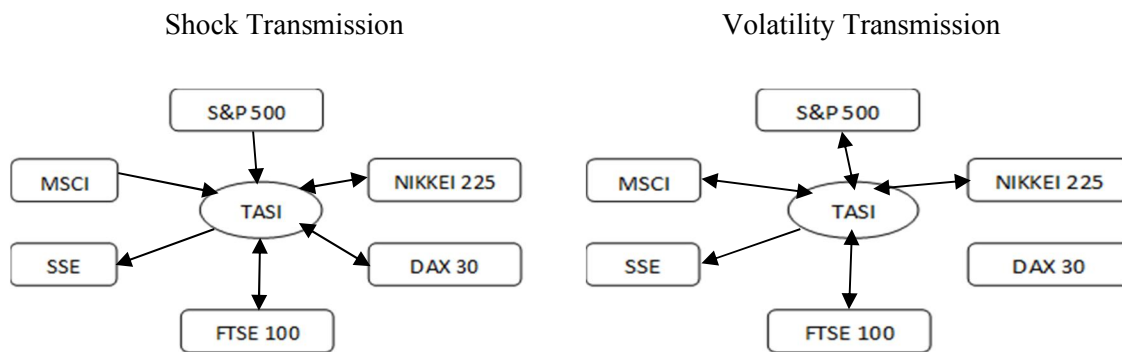 Shock Transmission
S&P 500
MSCI
NIKKEI 225
TASI
SSE
DAX 30
FTSE 100
Volatility Transmission
S&P 500
MSCI
NIKKEI 225
TASI
SSE
DAX 30
FTSE 100